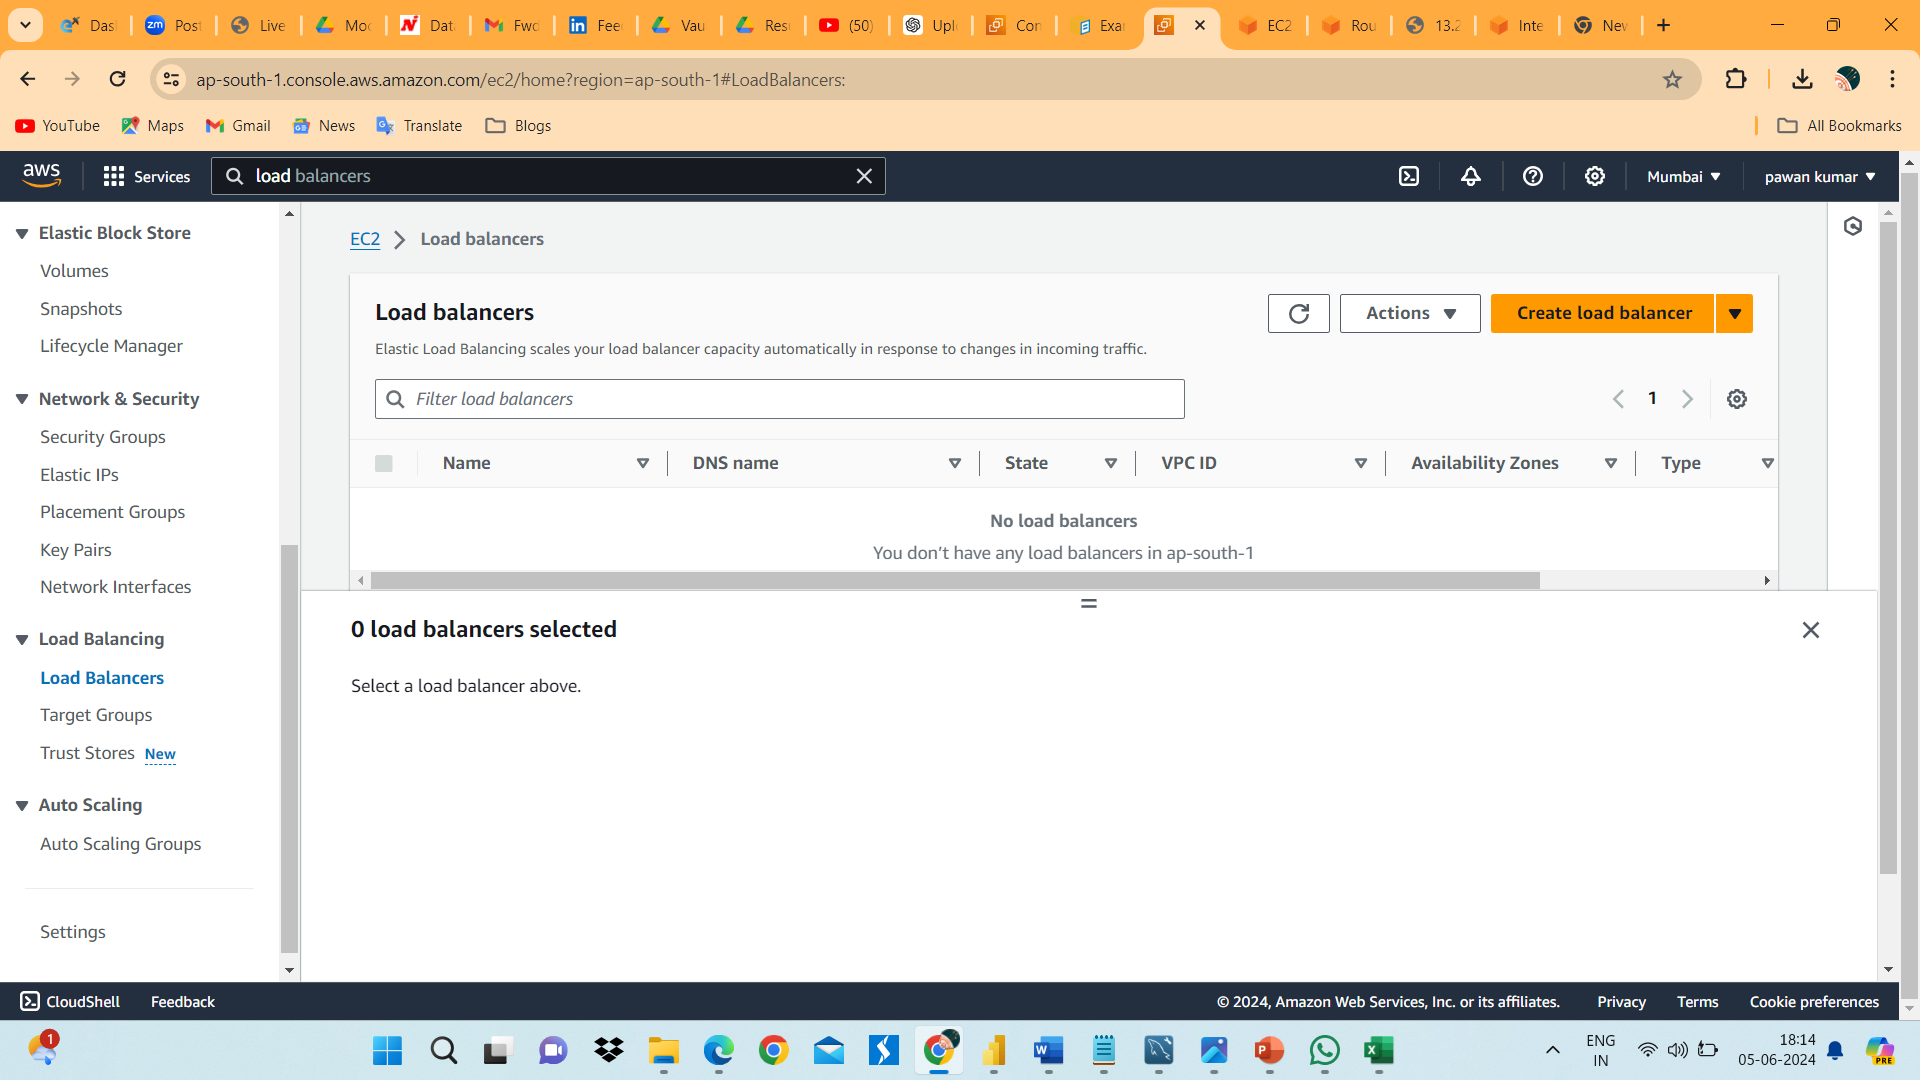 Das
zm Post
Live
Mo
N Dat
Fwd
in Fee
Vau
Res
(50)
Upl
Con
Exa
EC2
Rou
13.2
Inte
Nev
ap-south-1.console.aws.amazon.com/ec2/home?region=ap-south-1#LoadBalancers:
YouTube Maps Gmail News Translate Blogs All Bookmarks
aws Services load balancers Mumbai pawan kumar
Elastic Block Store
Volumes
Snapshots
Lifecycle Manager
Network & Security
Security Groups
Elastic IPs
Placement Groups
Key Pairs
Network Interfaces
Load Balancing
Load Balancers
Target Groups
Trust Stores New
Auto Scaling
Auto Scaling Groups
Settings
EC2 Load balancers
Load balancers
Actions Create load balancer
Elastic Load Balancing scales your load balancer capacity automatically in response to changes in incoming traffic.
Filter load balancers
1
Name DNS name State VPC ID Availability Zones Type
No load balancers
You don’t have any load balancers in ap-south-1
0 load balancers selected
Select a load balancer above.
CloudShell Feedback © 2024, Amazon Web Services, Inc. or its affiliates. Privacy Terms Cookie preferences
1
W
P
X
ENG
IN
18:14
05-06-2024
PRE